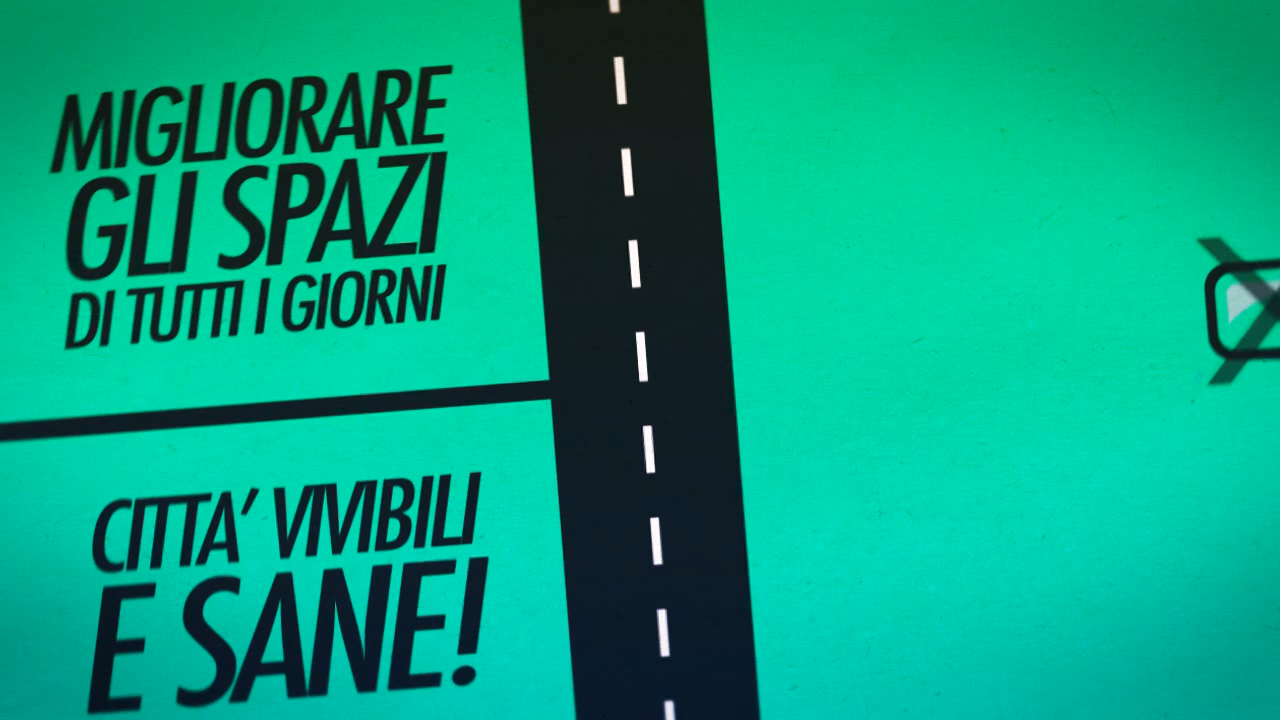 MIGLIORARE
GLI SPAZI
DI TUTTI I GIORNI
CITTA' VIVIBILI
E SANE!